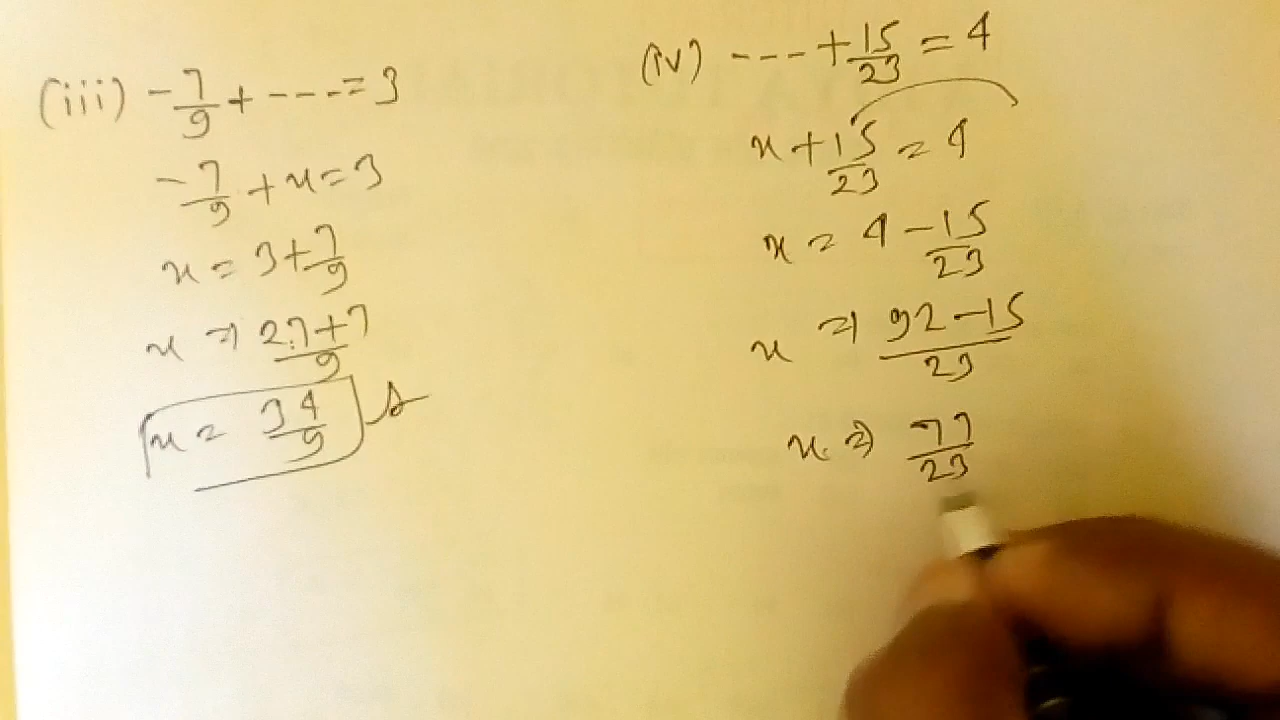 (iii) -7/9 + --- = 3
-7/9 + x = 3
x = 3 + 7/9
x ⇒ 27+7/9
x = 34/9
(iv) --- + 15/23 = 4
x + 15/23 = 4
x = 4 - 15/23
x ⇒ 92-15/23
x ⇒ 77/23